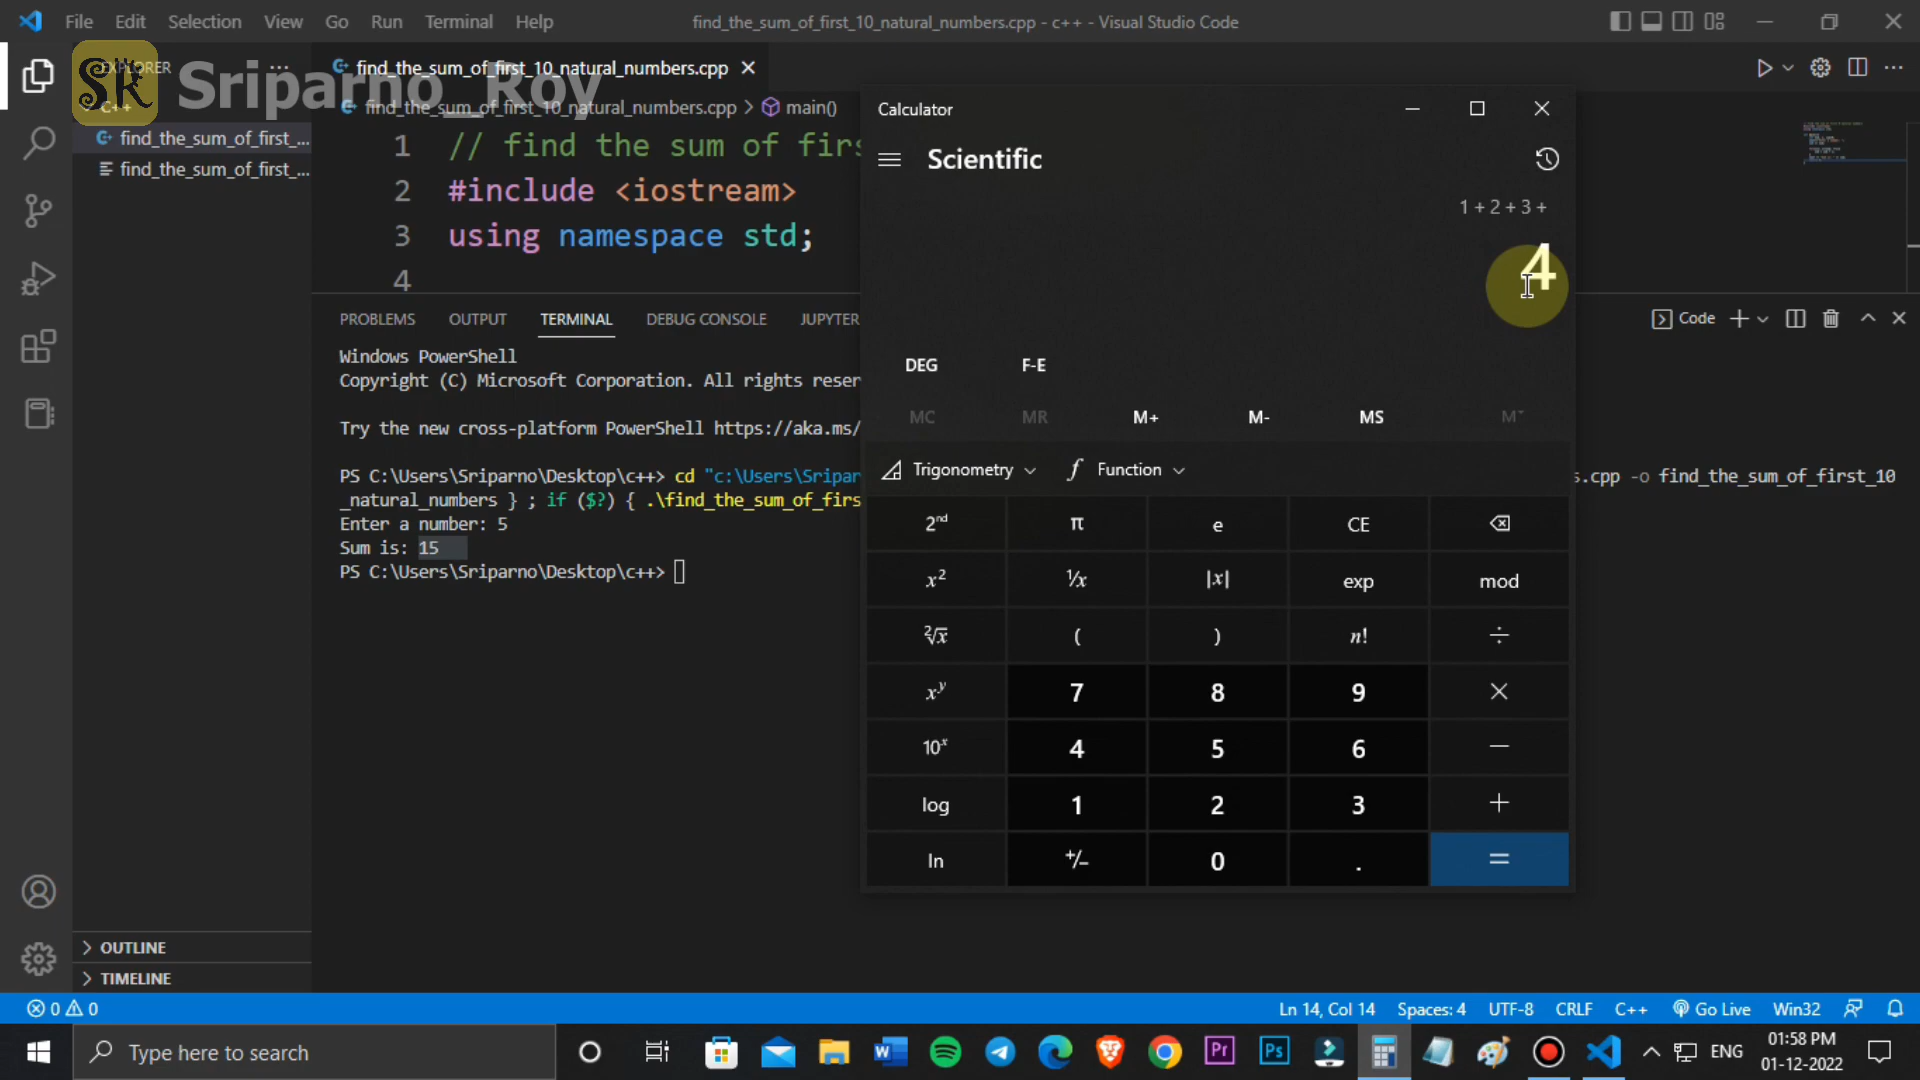 File Edit Selection View Go Run Terminal Help
find_the_sum_of_first_10_natural_numbers.cpp - c++ - Visual Studio Code
EXPLORER
SR Sriparno_Roy
C++
find_the_sum_of_first_...
find_the_sum_of_first_...
OUTLINE
TIMELINE
find_the_sum_of_first_10_natural_numbers.cpp
find_the_sum_of_first_10_natural_numbers.cpp > main()
1 // find the sum of firs
2 #include <iostream>
3 using namespace std;
4
PROBLEMS OUTPUT TERMINAL DEBUG CONSOLE JUPYTER
Code
Windows PowerShell
Copyright (C) Microsoft Corporation. All rights reser
Try the new cross-platform PowerShell https://aka.ms/
PS C:\Users\Sriparno\Desktop\c++> cd "c:\Users\Sripar s.cpp -o find_the_sum_of_first_10
_natural_numbers } ; if ($?) { .\find_the_sum_of_firs
Enter a number: 5
Sum is: 15
PS C:\Users\Sriparno\Desktop\c++>
Calculator
Scientific
1 + 2 + 3 +
4
DEG F-E
MC MR M+ M- MS M˅
Trigonometry f Function
2ⁿᵈ π e CE
x² ⅟x |x| exp mod
²√x ( ) n! ÷
xʸ 7 8 9 ×
10ˣ 4 5 6 −
log 1 2 3 +
ln +/− 0 . =
0 0 Ln 14, Col 14 Spaces: 4 UTF-8 CRLF C++ Go Live Win32
Type here to search
W Pr Ps
ENG
01:58 PM
01-12-2022